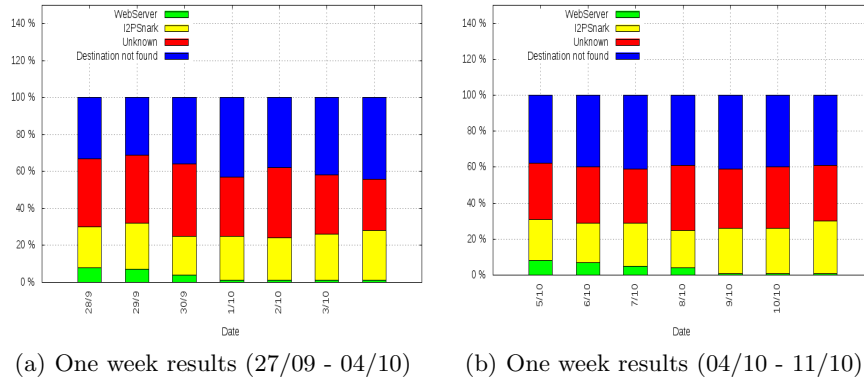 140 %
120 %
100 %
80 %
60 %
40 %
20 %
0 %
WebServer
I2PSnark
Unknown
Destination not found
28/9
29/9
30/9
1/10
2/10
3/10
Date
(a) One week results (27/09 - 04/10)
140 %
120 %
100 %
80 %
60 %
40 %
20 %
0 %
WebServer
I2PSnark
Unknown
Destination not found
5/10
6/10
7/10
8/10
9/10
10/10
Date
(b) One week results (04/10 - 11/10)